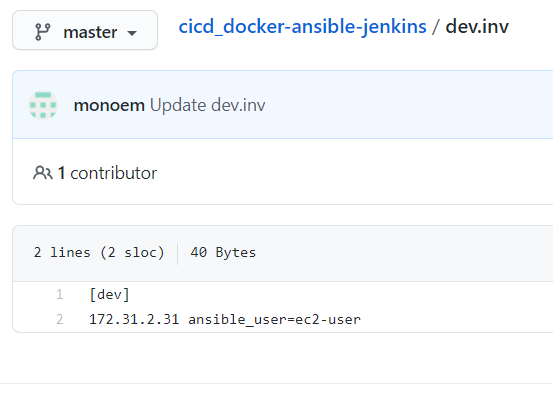 master cicd_docker-ansible-jenkins / dev.inv
monoem Update dev.inv
1 contributor
2 lines (2 sloc) 40 Bytes
1 [dev]
2 172.31.2.31 ansible_user=ec2-user